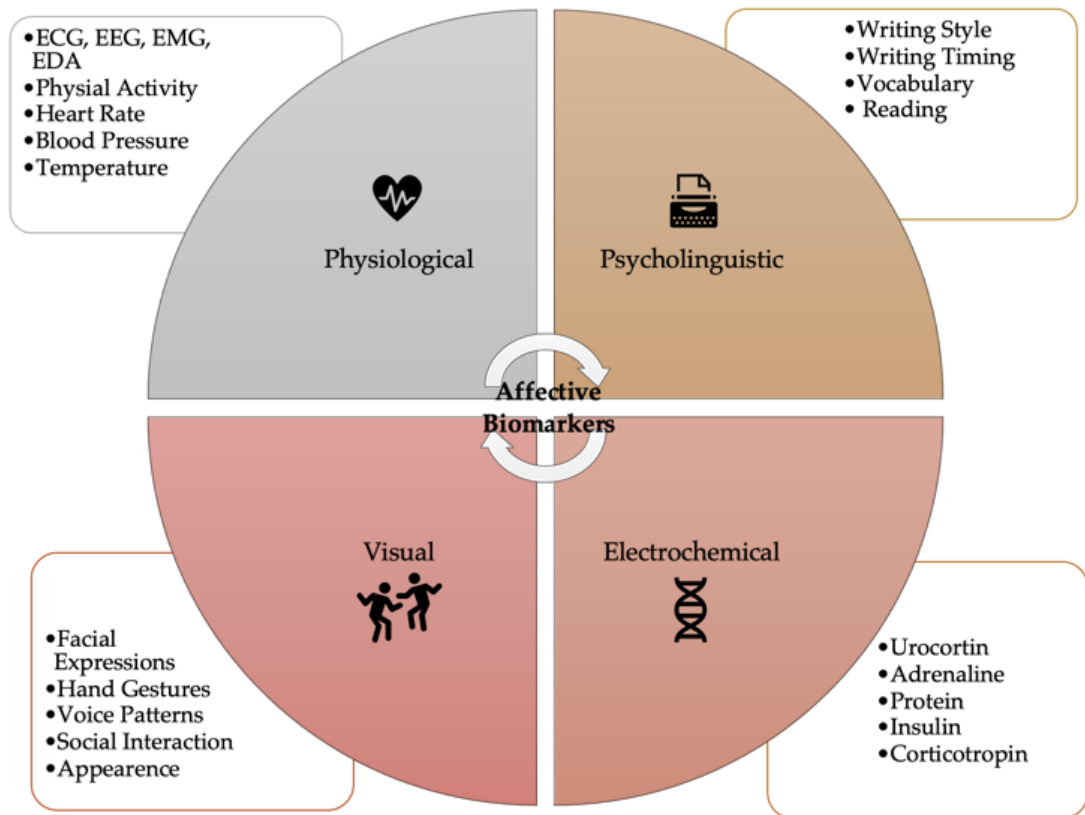 •ECG, EEG, EMG,
EDA
•Physial Activity
•Heart Rate
•Blood Pressure
•Temperature
•Writing Style
•Writing Timing
•Vocabulary
• Reading
Physiological
Psycholinguistic
Affective
Biomarkers
Visual
Electrochemical
•Facial
Expressions
•Hand Gestures
•Voice Patterns
•Social Interaction
•Appearence
•Urocortin
•Adrenaline
•Protein
•Insulin
•Corticotropin